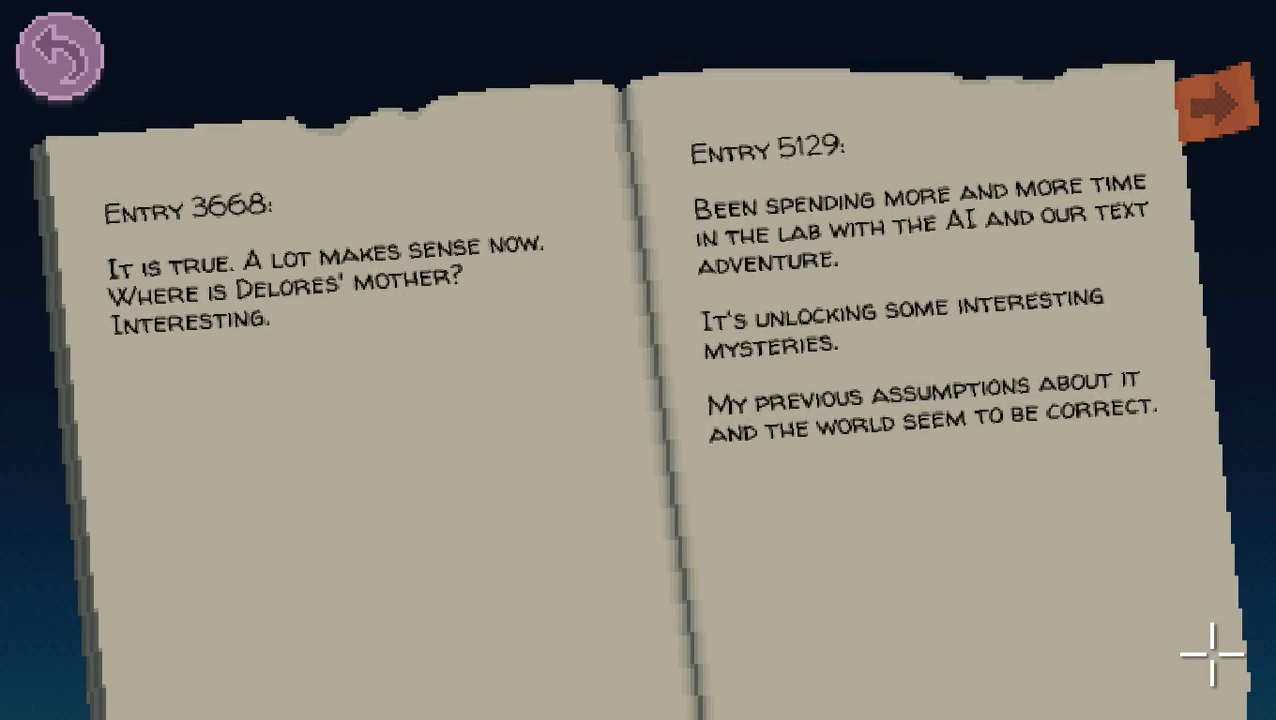 Entry 3668:
It is true. A lot makes sense now.
Where is Delores' mother?
Interesting.
Entry 5129:
Been spending more and more time
in the lab with the AI and our text
adventure.
It's unlocking some interesting
mysteries.
My previous assumptions about it
and the world seem to be correct.